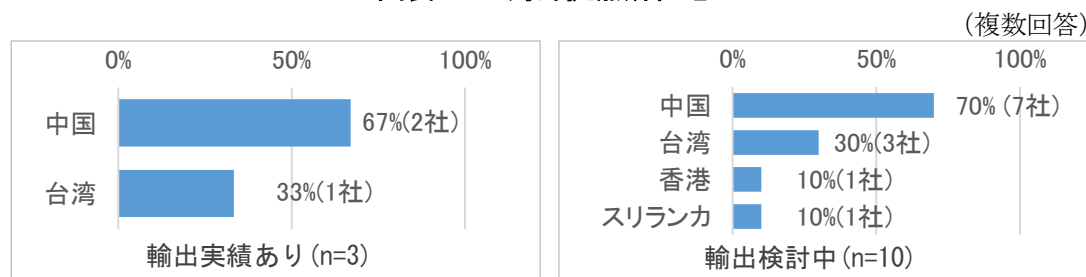 (複数回答)
0% 50% 100%
中国 67%(2社)
台湾 33%(1社)
輸出実績あり(n=3)
0% 50% 100%
中国 70%(7社)
台湾 30%(3社)
香港 10%(1社)
スリランカ 10%(1社)
輸出検討中(n=10)